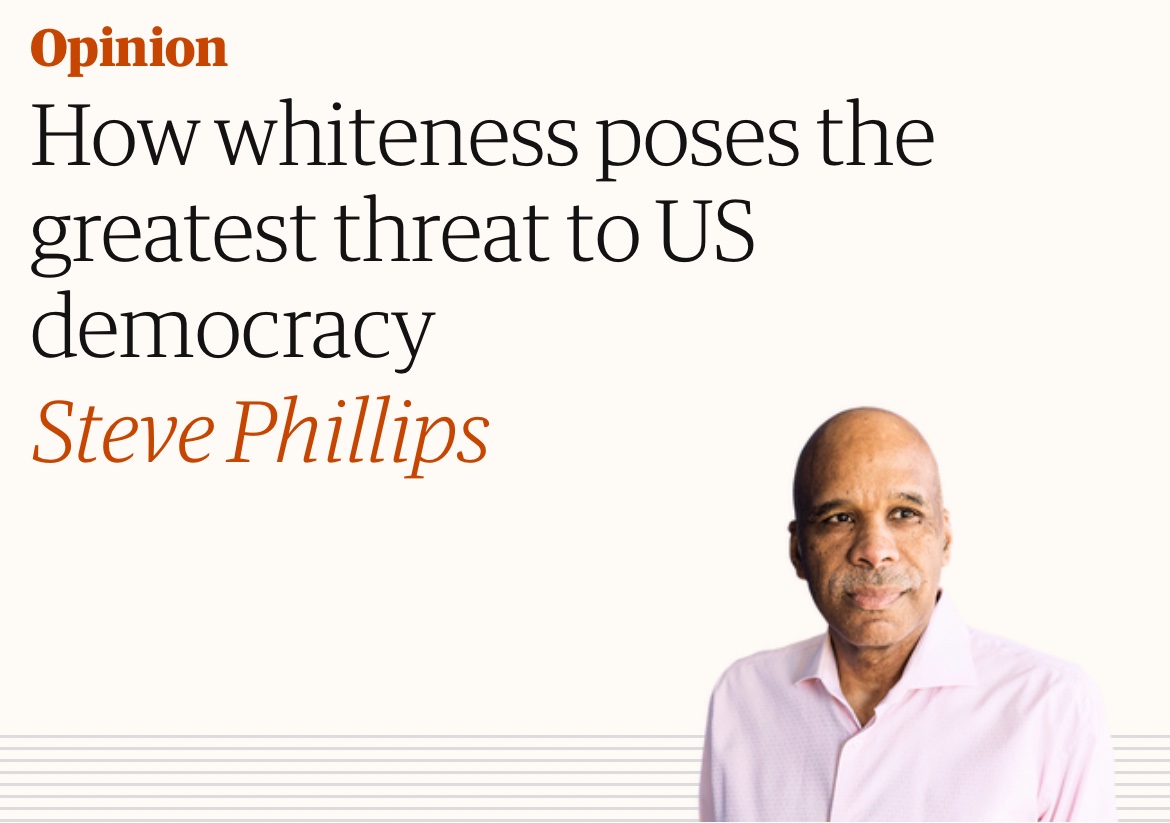 Opinion
How whiteness poses the
greatest threat to US
democracy
Steve Phillips